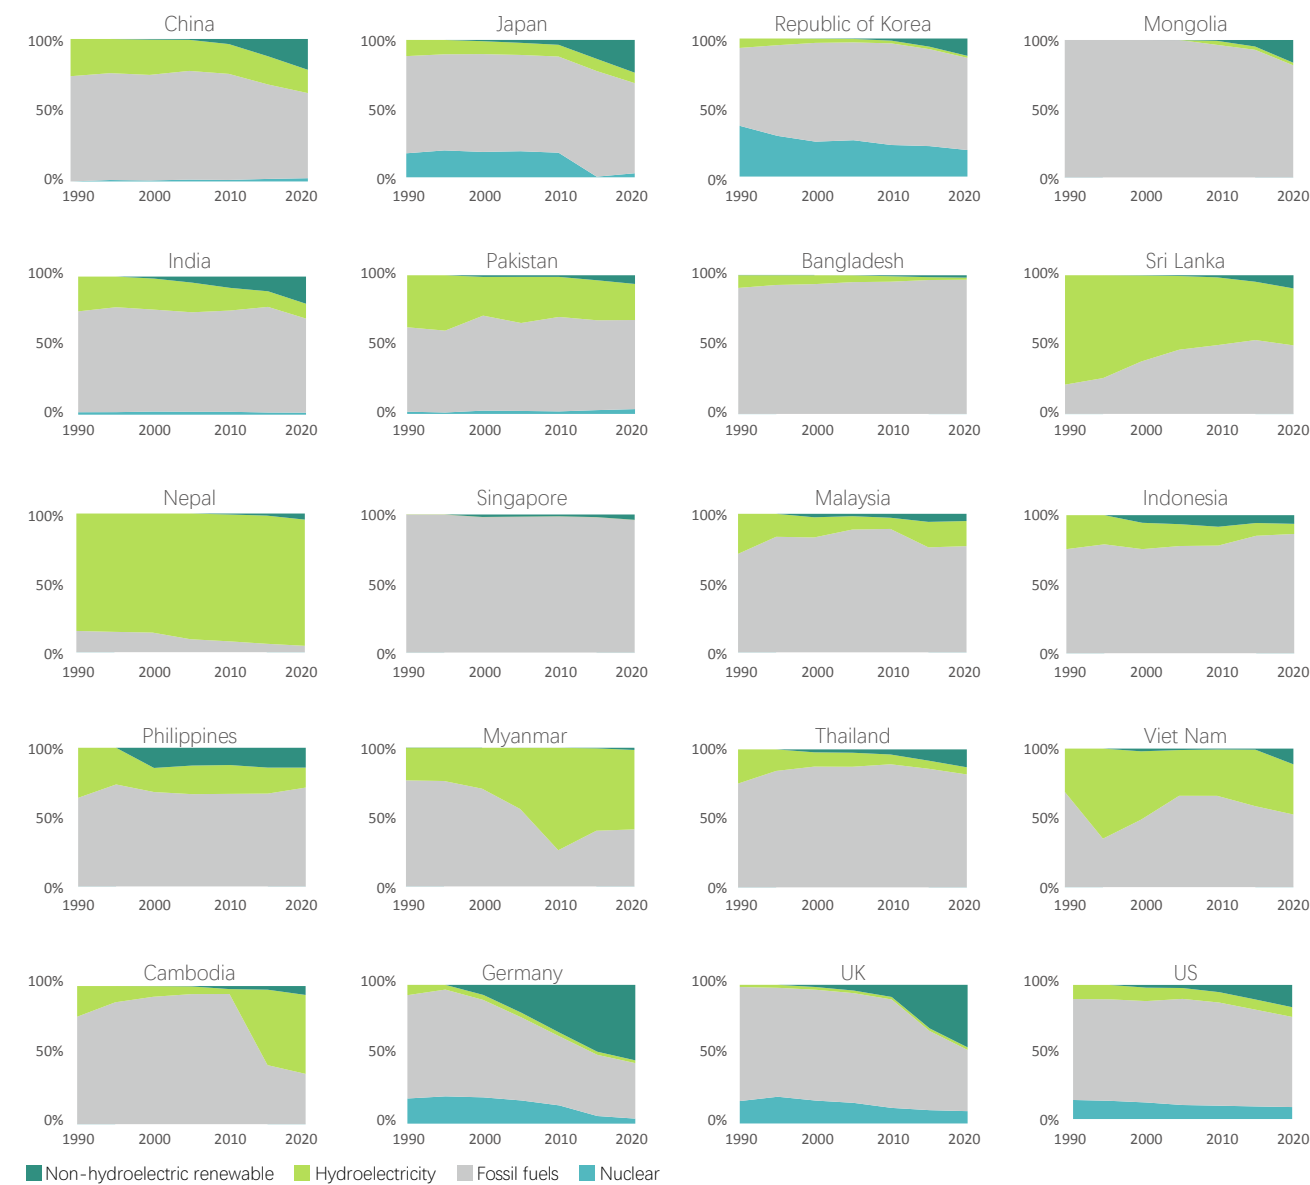 China
Japan
Republic of Korea
Mongolia
100%
50%
0%
1990 2000 2010 2020
100%
50%
0%
1990 2000 2010 2020
100%
50%
0%
1990 2000 2010 2020
100%
50%
0%
1990 2000 2010 2020
India
Pakistan
Bangladesh
Sri Lanka
100%
50%
0%
1990 2000 2010 2020
100%
50%
0%
1990 2000 2010 2020
100%
50%
0%
1990 2000 2010 2020
100%
50%
0%
1990 2000 2010 2020
Nepal
Singapore
Malaysia
Indonesia
100%
50%
0%
1990 2000 2010 2020
100%
50%
0%
1990 2000 2010 2020
100%
50%
0%
1990 2000 2010 2020
100%
50%
0%
1990 2000 2010 2020
Philippines
Myanmar
Thailand
Viet Nam
100%
50%
0%
1990 2000 2010 2020
100%
50%
0%
1990 2000 2010 2020
100%
50%
0%
1990 2000 2010 2020
100%
50%
0%
1990 2000 2010 2020
Cambodia
Germany
UK
US
100%
50%
0%
1990 2000 2010 2020
100%
50%
0%
1990 2000 2010 2020
100%
50%
0%
1990 2000 2010 2020
100%
50%
0%
1990 2000 2010 2020
Non-hydroelectric renewable Hydroelectricity Fossil fuels Nuclear